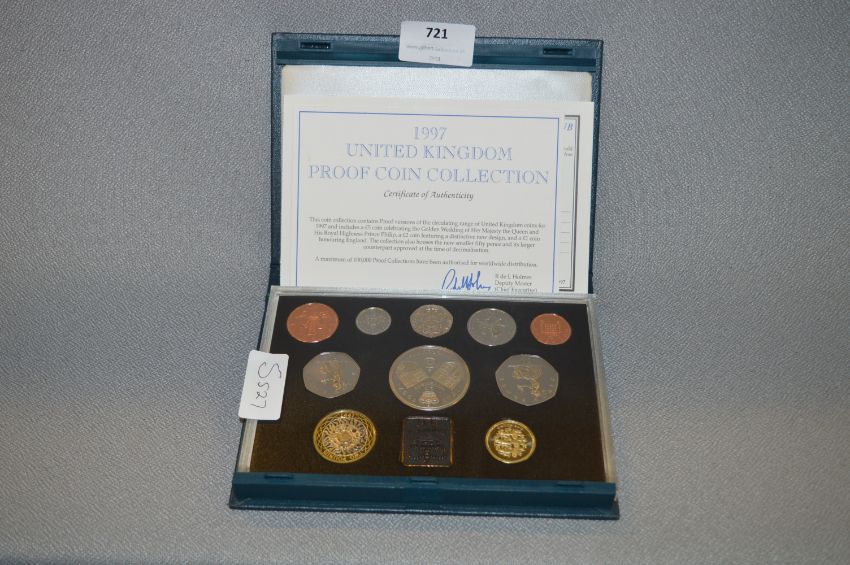 721
1997
UNITED KINGDOM
PROOF COIN COLLECTION
Certificate of Authenticity
This coin collection contains Proof versions of the circulating range of United Kingdom coins for
1997 and includes a £5 coin celebrating the Golden Wedding of Her Majesty the Queen and
His Royal Highness Prince Philip, a £2 coin featuring a distinctive new design, and a £1 coin
honouring England. The collection also houses the new smaller fifty pence and its larger
counterpart approved at the time of decimalisation.
A maximum of 100,000 Proof Collections have been authorised for worldwide distribution.
R de L Holmes
Deputy Master
(Chief Executive)
S527